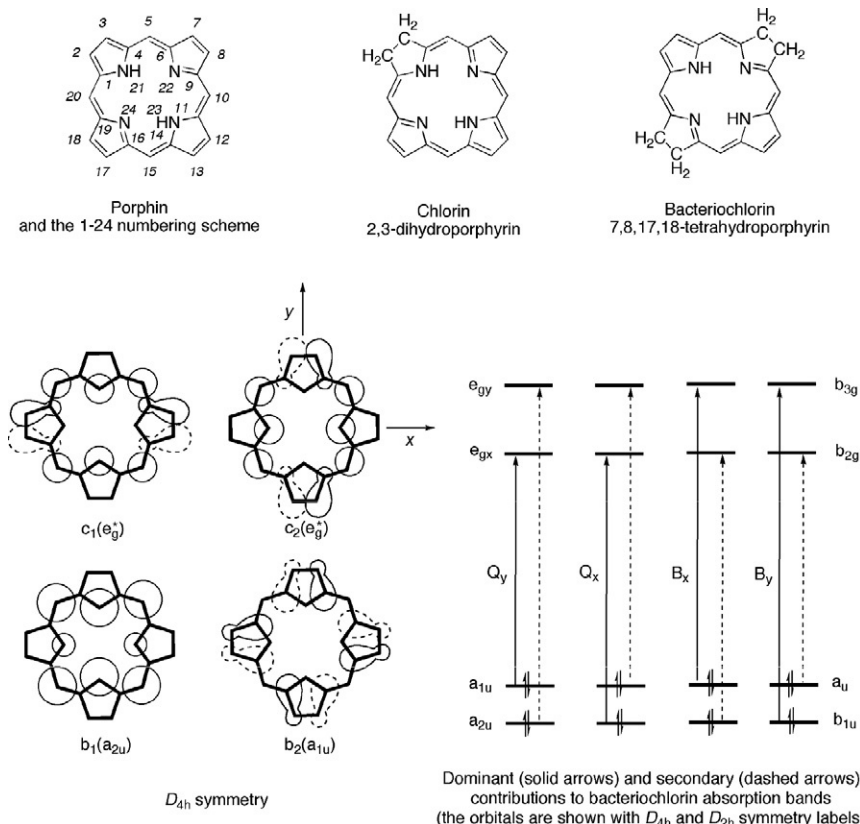 3 5 7
2 4 6 8
NH N
1 21 22 9
20 10
24 23 11
N HN
19 14
18 16 12
17 15 13
Porphin
and the 1-24 numbering scheme
H2
C
H2C
NH N
N HN
Chlorin
2,3-dihydroporphyrin
H2
C
CH2
NH N
N HN
H2C
C
H2
Bacteriochlorin
7,8,17,18-tetrahydroporphyrin
y
x
c1(eg*)
c2(eg*)
b1(a2u)
b2(a1u)
D4h symmetry
egy b3g
egx b2g
Qy Qx Bx By
a1u au
a2u b1u
Dominant (solid arrows) and secondary (dashed arrows)
contributions to bacteriochlorin absorption bands
(the orbitals are shown with D4h and D2h symmetry labels